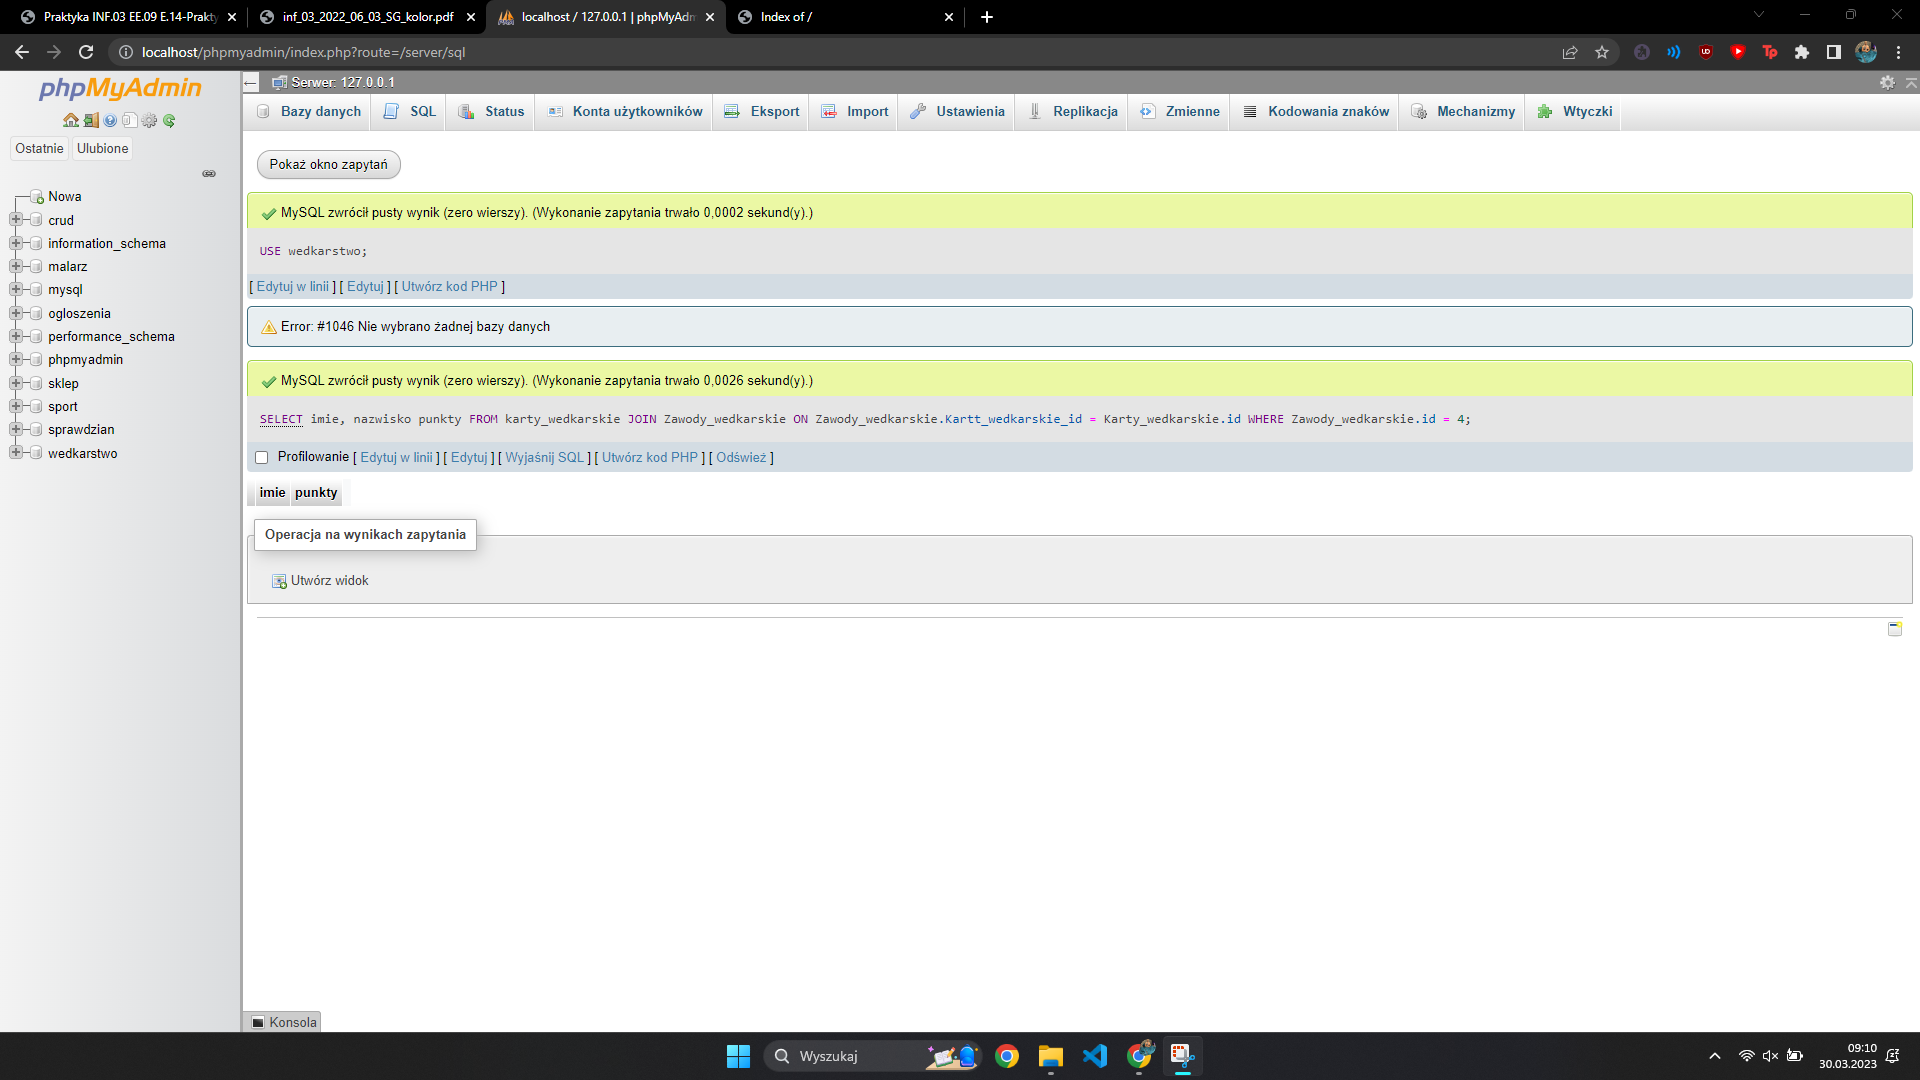 Praktyka INF.03 EE.09 E.14-Prakty
inf_03_2022_06_03_SG_kolor.pdf
localhost / 127.0.0.1 | phpMyAdm
Index of /
localhost/phpmyadmin/index.php?route=/server/sql
phpMyAdmin
Ostatnie
Ulubione
Nowa
crud
information_schema
malarz
mysql
ogloszenia
performance_schema
phpmyadmin
sklep
sport
sprawdzian
wedkarstwo
Serwer: 127.0.0.1
Bazy danych
SQL
Status
Konta użytkowników
Eksport
Import
Ustawienia
Replikacja
Zmienne
Kodowania znaków
Mechanizmy
Wtyczki
Pokaż okno zapytań
MySQL zwrócił pusty wynik (zero wierszy). (Wykonanie zapytania trwało 0,0002 sekund(y).)
USE wedkarstwo;
[ Edytuj w linii ] [ Edytuj ] [ Utwórz kod PHP ]
Error: #1046 Nie wybrano żadnej bazy danych
MySQL zwrócił pusty wynik (zero wierszy). (Wykonanie zapytania trwało 0,0026 sekund(y).)
SELECT imie, nazwisko punkty FROM karty_wedkarskie JOIN Zawody_wedkarskie ON Zawody_wedkarskie.Kartt_wedkarskie_id = Karty_wedkarskie.id WHERE Zawody_wedkarskie.id = 4;
Profilowanie [ Edytuj w linii ] [ Edytuj ] [ Wyjaśnij SQL ] [ Utwórz kod PHP ] [ Odśwież ]
imie punkty
Operacja na wynikach zapytania
Utwórz widok
Konsola
Wyszukaj
09:10
30.03.2023